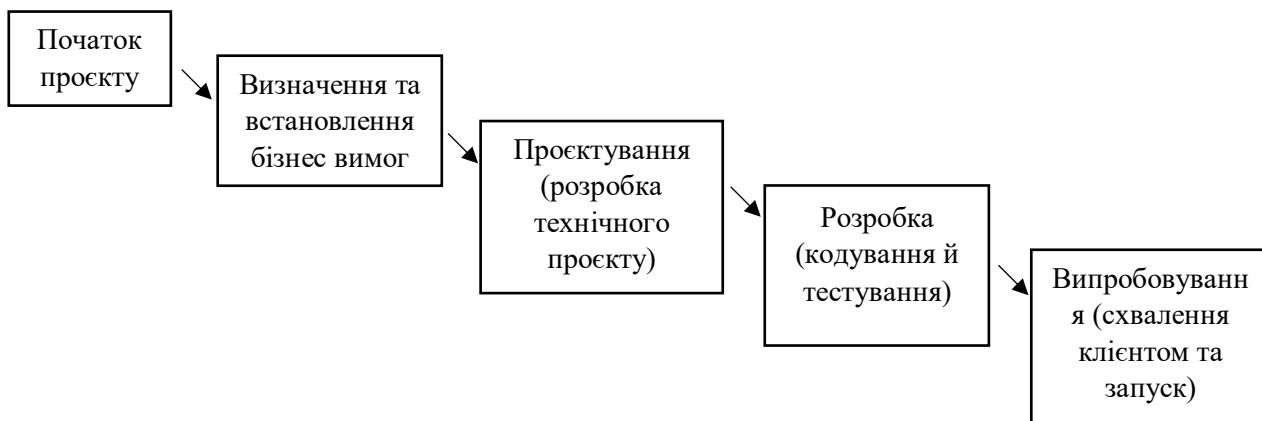 Початок
проєкту
Визначення та
встановлення
бізнес вимог
Проєктування
(розробка
технічного
проєкту)
Розробка
(кодування й
тестування)
Випробовуванн
я (схвалення
клієнтом та
запуск)